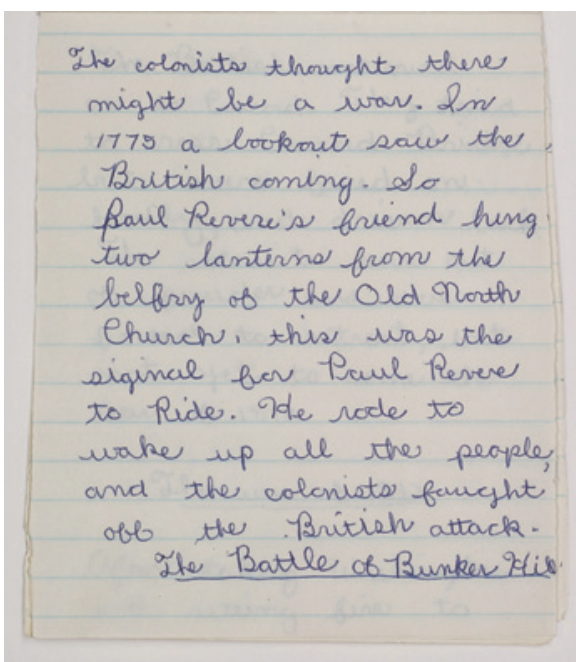 The colonists thought there
might be a war. In
1775 a lookout saw the
British coming. So
Paul Revere's friend hung
two lanterns from the
belfry of the Old North
Church. this was the
siginal for Paul Revere
to Ride. He rode to
wake up all the people,
and the colonists faught
off the British attack.
The Battle of Bunker Hill.